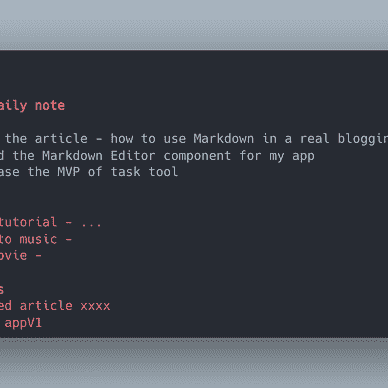 aily note
the article – how to use Markdown in a real bloggin
d the Markdown Editor component for my app
ase the MVP of task tool
tutorial – ...
to music –
ovie –
s
ed article xxxx
appV1